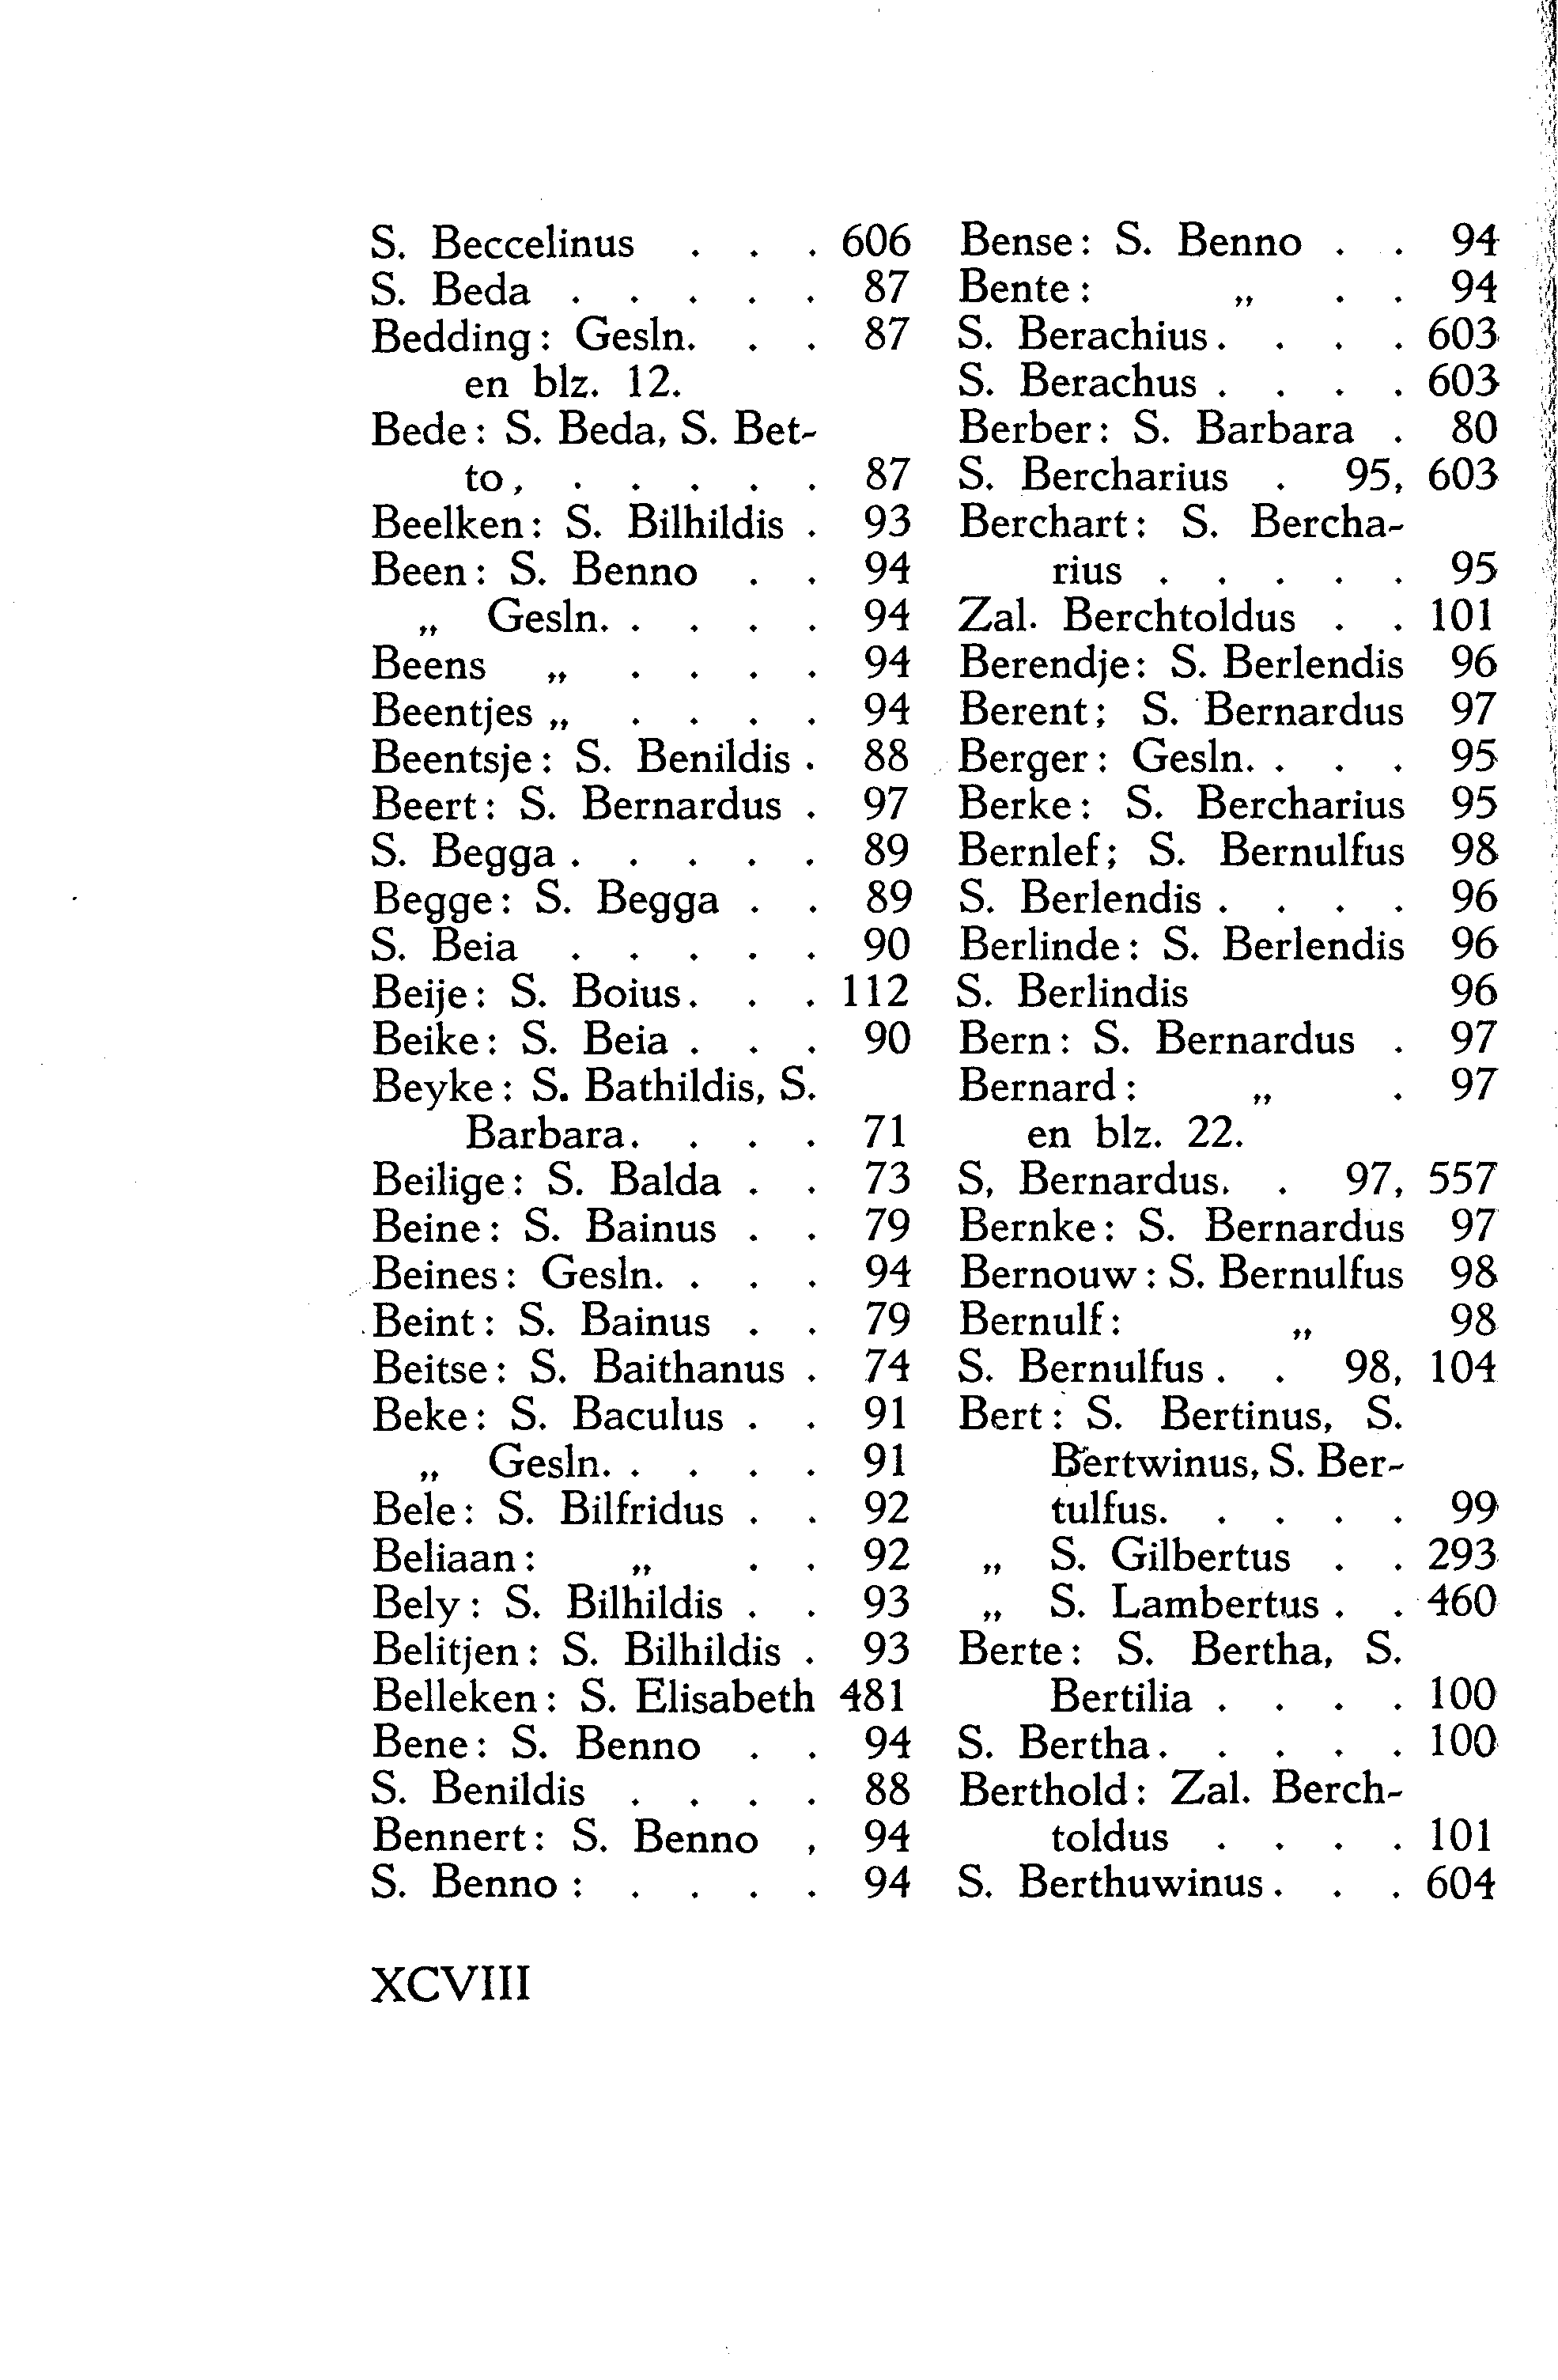 S. Beccelinus . . . 606
S. Beda . . . . . 87
Bedding: Gesln. . . 87
en blz. 12.
Bede: S. Beda, S. Bet-
to, . . . . . 87
Beelken: S. Bilhildis . 93
Been: S. Benno . . 94
„ Gesln. . . . . 94
Beens „ . . . . 94
Beentjes „ . . . . 94
Beentsje: S. Benildis . 88
Beert: S. Bernardus . 97
S. Begga . . . . . 89
Begge: S. Begga . . 89
S. Beia . . . . . 90
Beije: S. Boius. . . 112
Beike: S. Beia . . . 90
Beyke: S. Bathildis, S.
Barbara. . . . 71
Beilige: S. Balda . . 73
Beine: S. Bainus . . 79
Beines: Gesln. . . . 94
Beint: S. Bainus . . 79
Beitse: S. Baithanus . 74
Beke: S. Baculus . . 91
„ Gesln. . . . . 91
Bele: S. Bilfridus . . 92
Beliaan: „ . . 92
Bely: S. Bilhildis . . 93
Belitjen: S. Bilhildis . 93
Belleken: S. Elisabeth 481
Bene: S. Benno . . 94
S. Benildis . . . . 88
Bennert: S. Benno , 94
S. Benno: . . . . 94
Bense: S. Benno . . 94
Bente: „ . . 94
S. Berachius. . . . 603
S. Berachus . . . . 603
Berber: S. Barbara . 80
S. Bercharius . 95, 603
Berchart: S. Bercha-
rius . . . . . 95
Zal. Berchtoldus . . 101
Berendje: S. Berlendis 96
Berent; S. Bernardus 97
Berger: Gesln. . . . 95
Berke: S. Bercharius 95
Bernlef; S. Bernulfus 98
S. Berlendis . . . . 96
Berlinde: S. Berlendis 96
S. Berlindis 96
Bern: S. Bernardus . 97
Bernard: „ . 97
en blz. 22.
S, Bernardus. . 97, 557
Bernke: S. Bernardus 97
Bernouw: S. Bernulfus 98
Bernulf: „ 98
S. Bernulfus . . 98, 104
Bert: S. Bertinus, S.
Bertwinus, S. Ber-
tulfus. . . . . 99
„ S. Gilbertus . . 293
„ S. Lambertus . . 460
Berte: S. Bertha, S.
Bertilia . . . . 100
S. Bertha. . . . . 100
Berthold: Zal. Berch-
toldus . . . . 101
S. Berthuwinus. . . 604
XCVIII